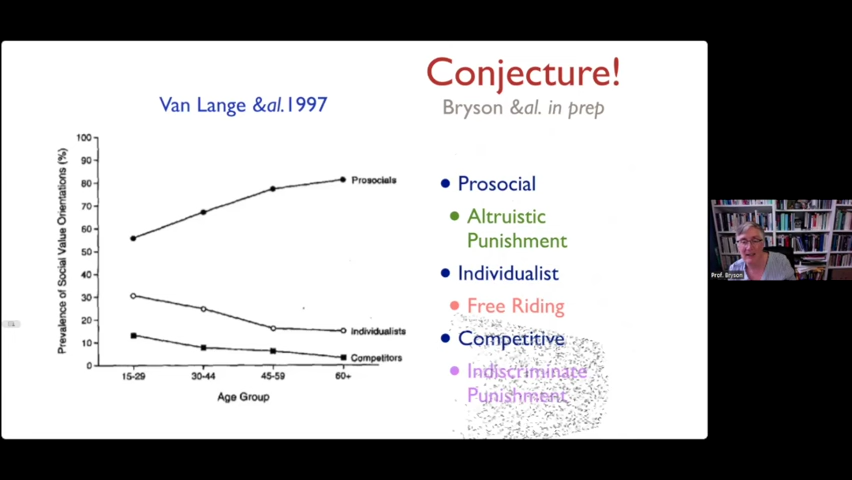 Conjecture!
Van Lange &al.1997
Bryson &al. in prep
Prevalence of Social Value Orientations (%)
100
90
80
70
60
50
40
30
20
10
0
Prosocials
Individualists
Competitors
15-29 30-44 45-59 60+
Age Group
• Prosocial
• Altruistic
Punishment
• Individualist
• Free Riding
• Competitive
• Indiscriminate
Punishment
Prof. Bryson